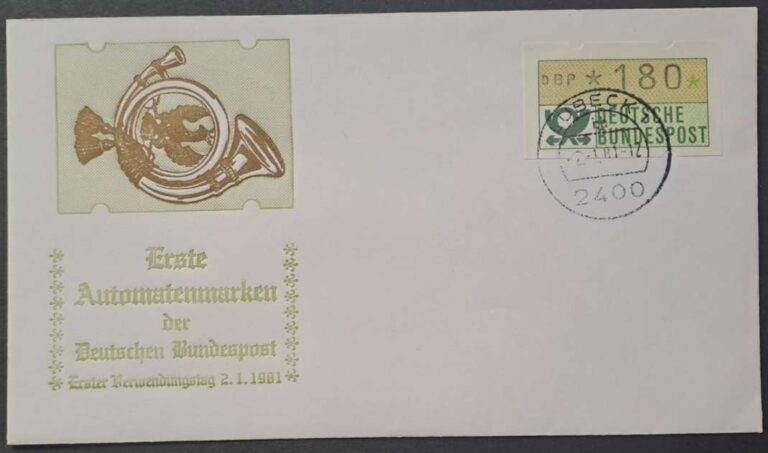 Erste
Automatenmarken
der
Deutschen Bundespost
Erster Verwendungstag 2.1.1981
DBP * 180 *
DEUTSCHE
BUNDESPOST
2400